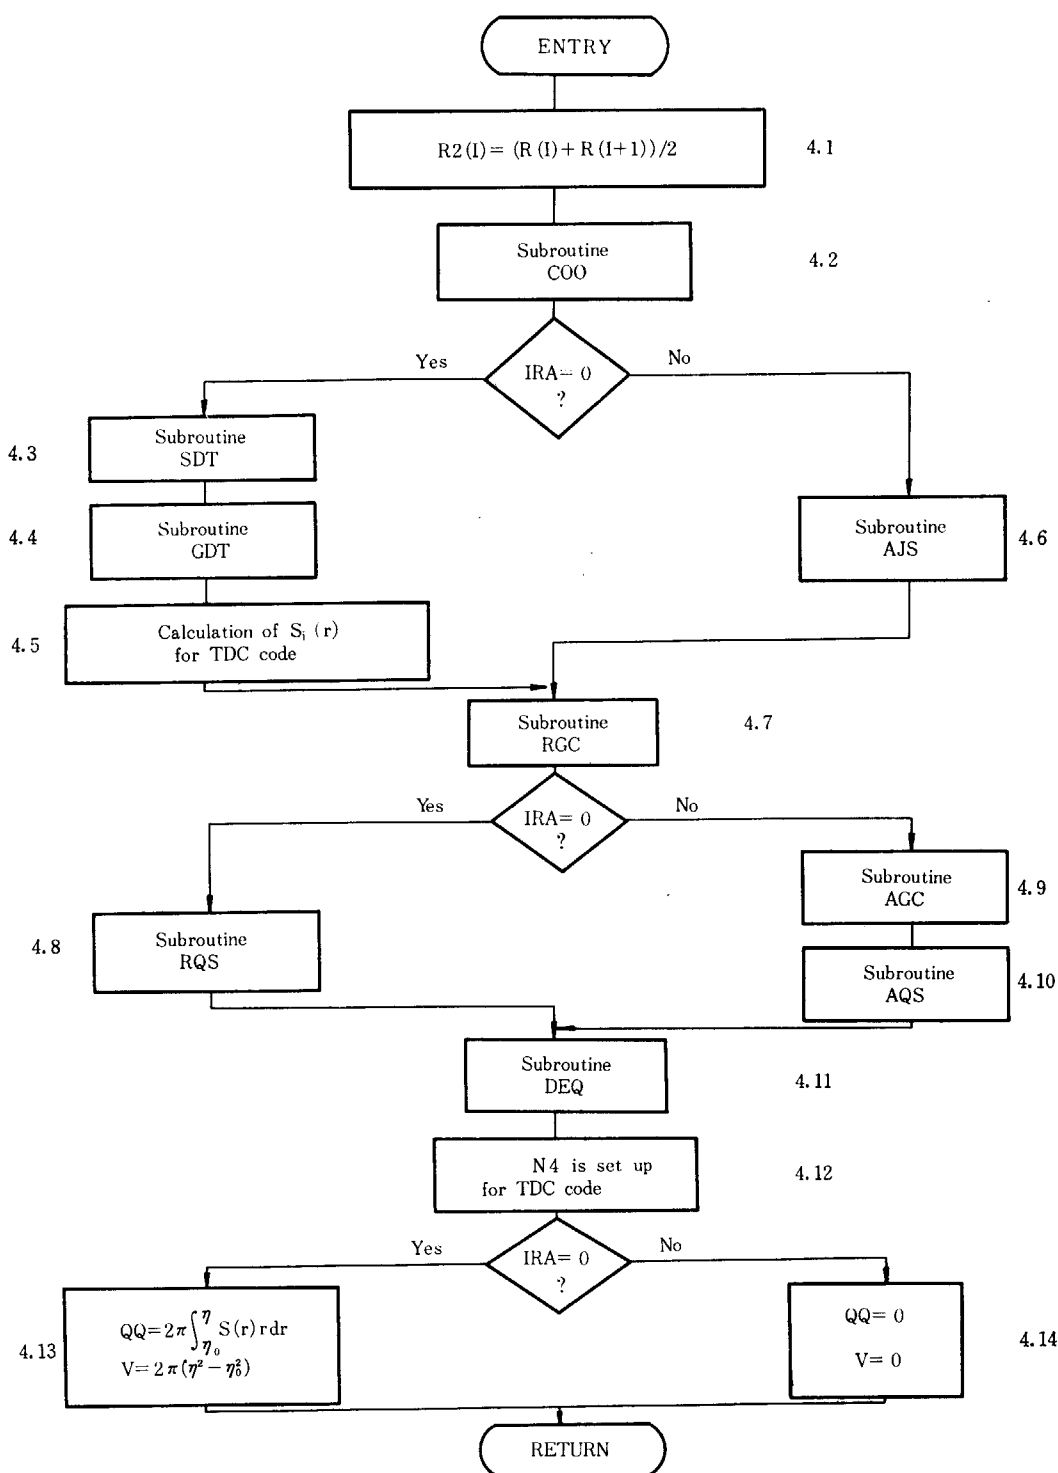 ENTRY
R2(I)= (R(I)+R(I+1))/2
4.1
Subroutine
COO
4.2
IRA= 0
?
Yes
No
4.3
Subroutine
SDT
4.4
Subroutine
GDT
4.5
Calculation of Sᵢ (r)
for TDC code
Subroutine
AJS
4.6
Subroutine
RGC
4.7
IRA= 0
?
Yes
No
4.8
Subroutine
RQS
Subroutine
AGC
4.9
Subroutine
AQS
4.10
Subroutine
DEQ
4.11
N4 is set up
for TDC code
4.12
IRA= 0
?
Yes
No
4.13
QQ=2π∫_{η₀}^{η} S(r) r dr
V=2π(η²−η₀²)
QQ= 0
V= 0
4.14
RETURN